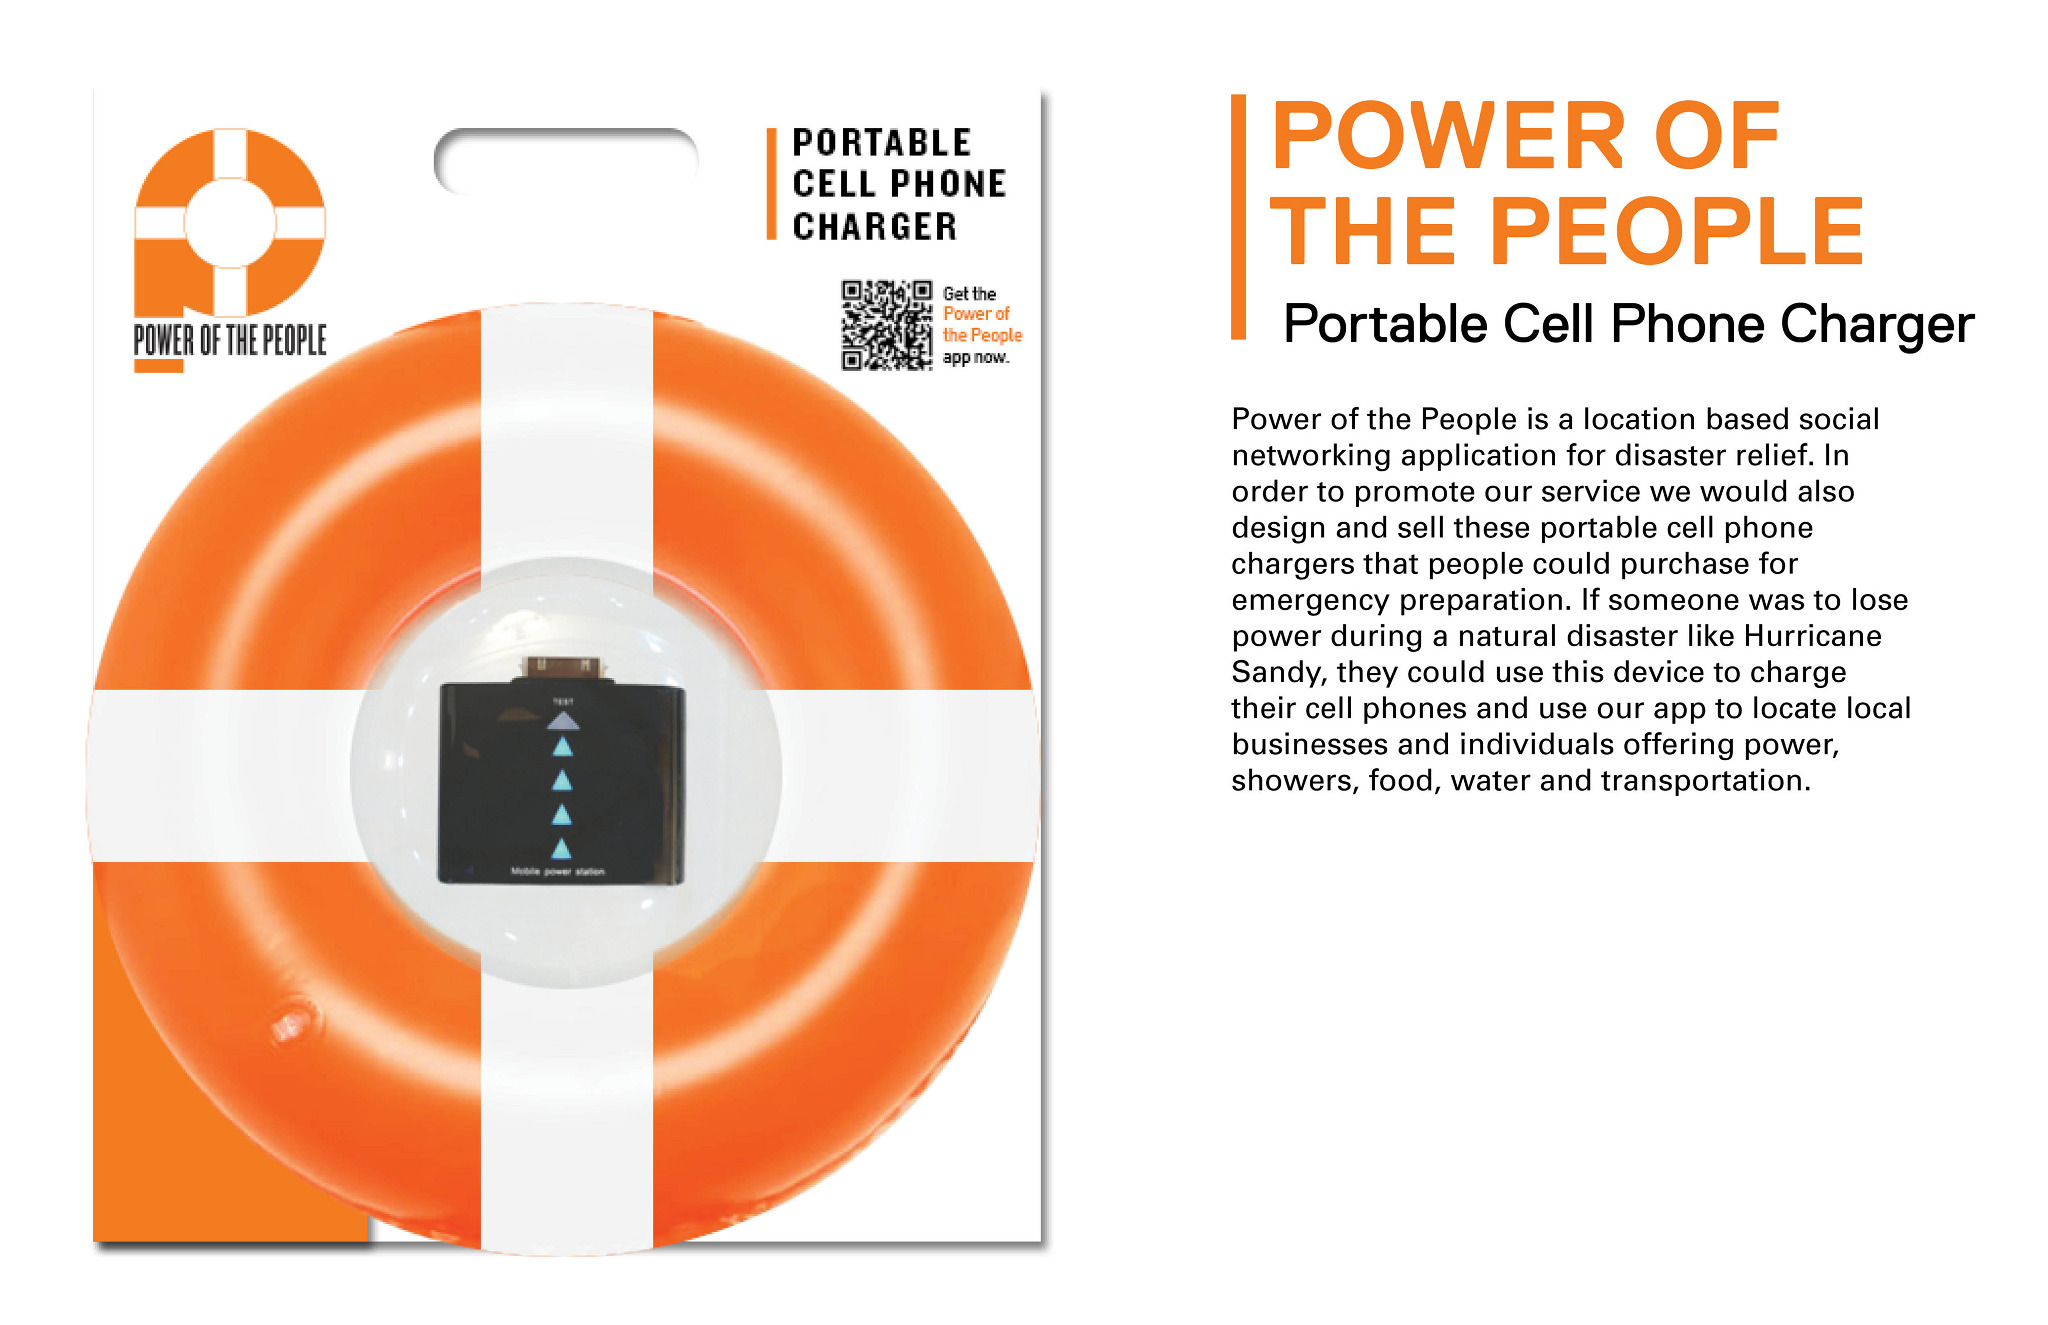 POWER OF THE PEOPLE
PORTABLE
CELL PHONE
CHARGER
Get the
Power of
the People
app now.
TEST
Mobile power station
POWER OF
THE PEOPLE
Portable Cell Phone Charger
Power of the People is a location based social
networking application for disaster relief. In
order to promote our service we would also
design and sell these portable cell phone
chargers that people could purchase for
emergency preparation. If someone was to lose
power during a natural disaster like Hurricane
Sandy, they could use this device to charge
their cell phones and use our app to locate local
businesses and individuals offering power,
showers, food, water and transportation.